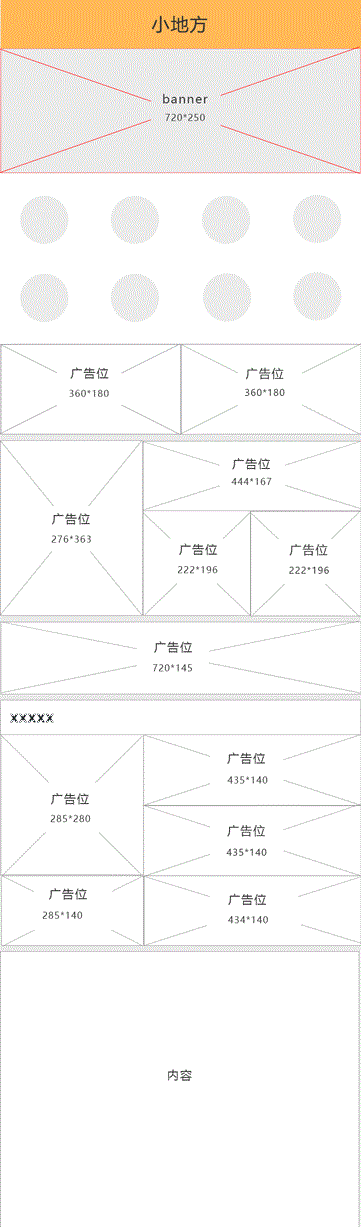 小地方
banner
720*250
广告位
360*180
广告位
360*180
广告位
276*363
广告位
444*167
广告位
222*196
广告位
222*196
广告位
720*145
XXXXX
广告位
285*280
广告位
435*140
广告位
435*140
广告位
285*140
广告位
434*140
内容